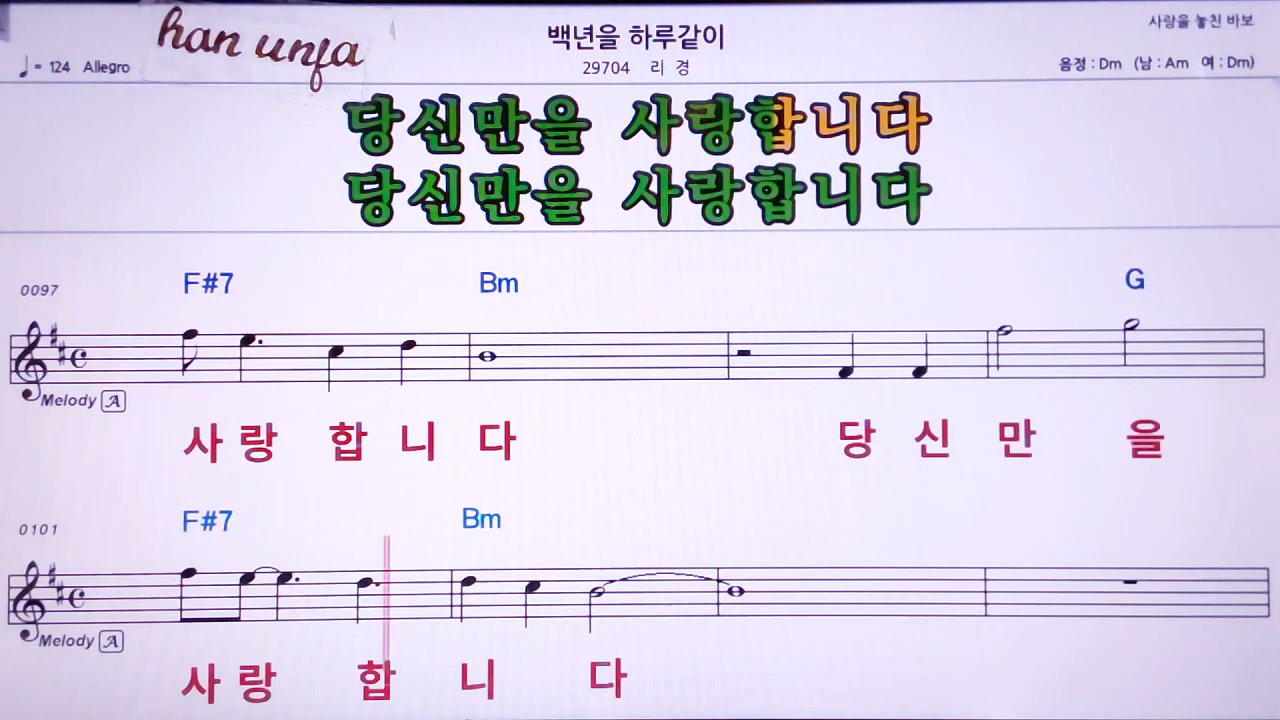 han unfa
백년을 하루같이
사랑을 놓친 바보
♩= 124 Allegro
29704 리 경
음정 : Dm (남 : Am 여 : Dm)
당신만을 사랑합니다
당신만을 사랑합니다
0097 F#7 Bm G
Melody A
사 랑 합 니 다 당 신 만 을
0101 F#7 Bm
Melody A
사 랑 합 니 다